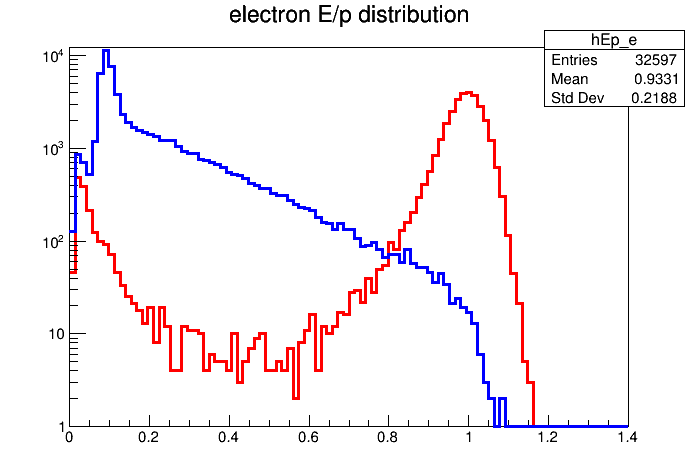 electron E/p distribution
hEp_e
Entries 32597
Mean 0.9331
Std Dev 0.2188
10⁴
10³
10²
10
1
0 0.2 0.4 0.6 0.8 1 1.2 1.4